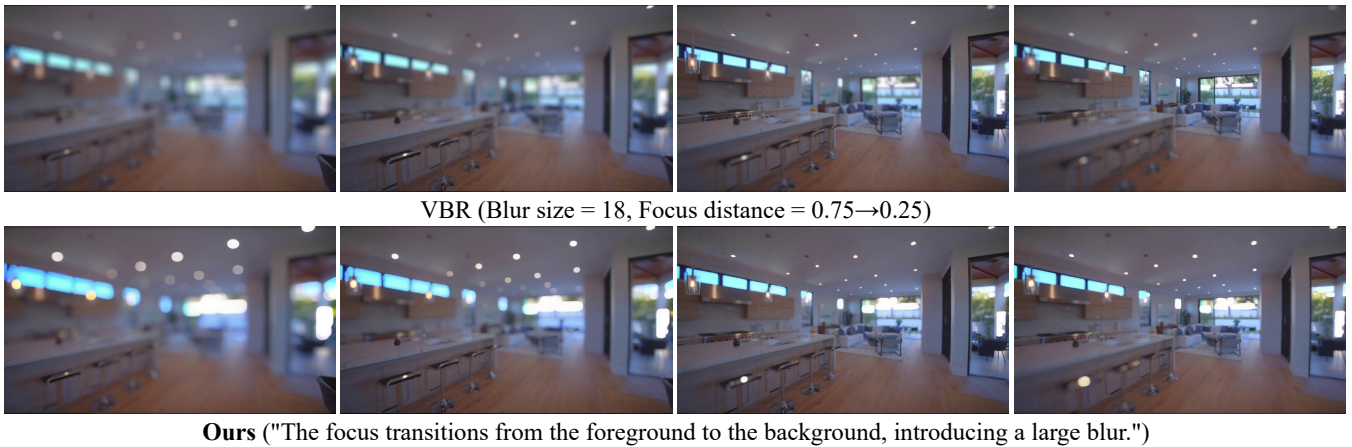 VBR (Blur size = 18, Focus distance = 0.75→0.25)
Ours ("The focus transitions from the foreground to the background, introducing a large blur.")